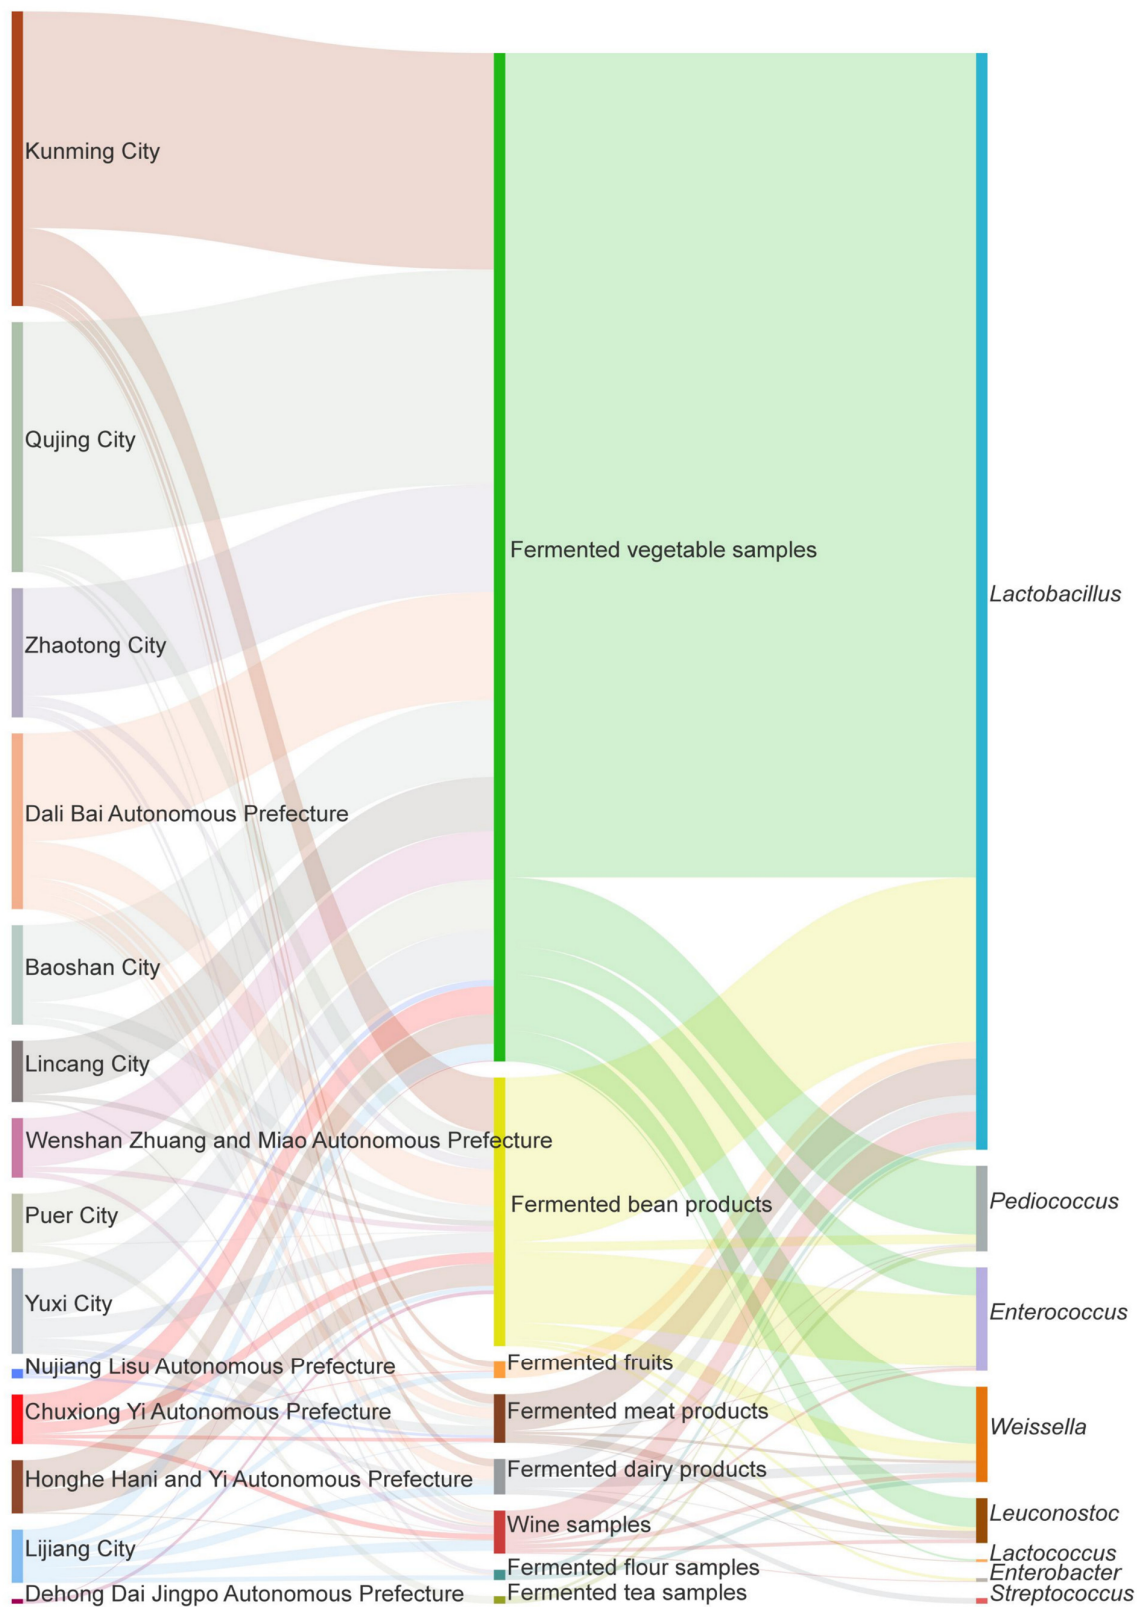 Kunming City
Qujing City
Zhaotong City
Dali Bai Autonomous Prefecture
Baoshan City
Lincang City
Wenshan Zhuang and Miao Autonomous Prefecture
Puer City
Yuxi City
Nujiang Lisu Autonomous Prefecture
Chuxiong Yi Autonomous Prefecture
Honghe Hani and Yi Autonomous Prefecture
Lijiang City
Dehong Dai Jingpo Autonomous Prefecture
Fermented vegetable samples
Fermented bean products
Fermented fruits
Fermented meat products
Fermented dairy products
Wine samples
Fermented flour samples
Fermented tea samples
Lactobacillus
Pediococcus
Enterococcus
Weissella
Leuconostoc
Lactococcus
Enterobacter
Streptococcus